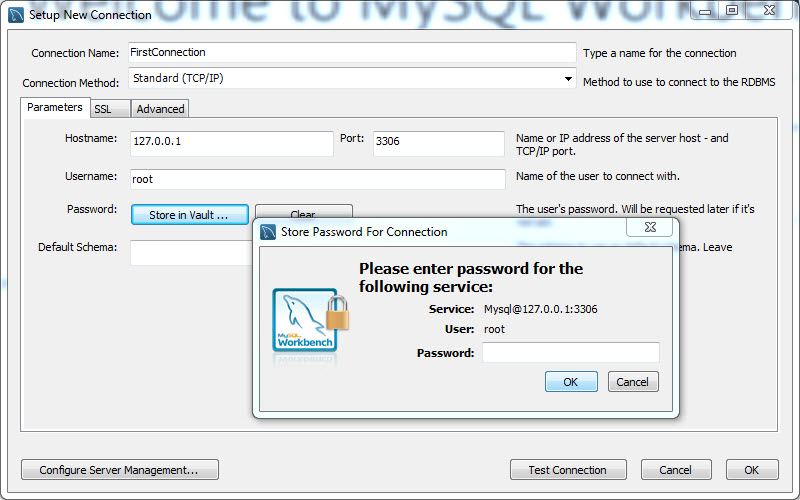 Welcome to MySQL Workbench
Setup New Connection
Connection Name: FirstConnection Type a name for the connection
Connection Method: Standard (TCP/IP) Method to use to connect to the RDBMS
Parameters SSL Advanced
Hostname: 127.0.0.1 Port: 3306 Name or IP address of the server host - and
TCP/IP port.
Username: root Name of the user to connect with.
Password: Store in Vault ... Clear The user's password. Will be requested later if it's
Default Schema: schema. Leave
Store Password For Connection
Please enter password for the
following service:
Service: Mysql@127.0.0.1:3306
User: root
Password:
MySQL
Workbench
OK Cancel
Configure Server Management... Test Connection Cancel OK